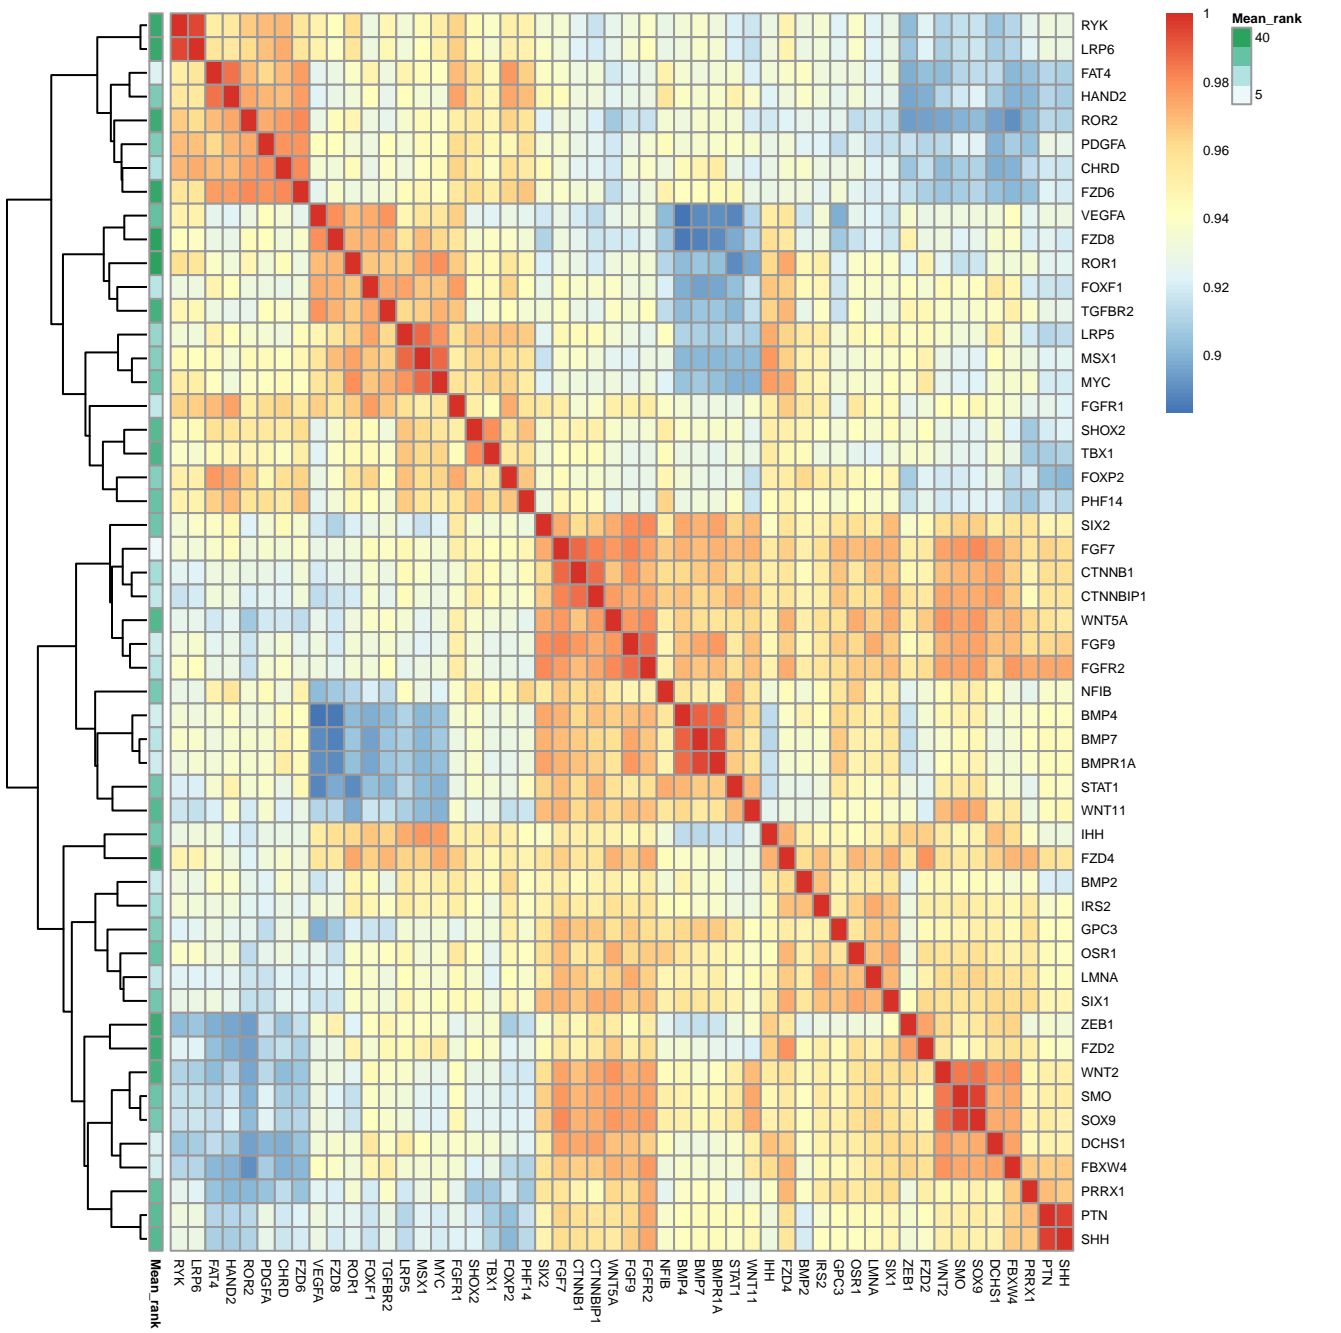 RYK
LRP6
FAT4
HAND2
ROR2
PDGFA
CHRD
FZD6
VEGFA
FZD8
ROR1
FOXF1
TGFBR2
LRP5
MSX1
MYC
FGFR1
SHOX2
TBX1
FOXP2
PHF14
SIX2
FGF7
CTNNB1
CTNNBIP1
WNT5A
FGF9
FGFR2
NFIB
BMP4
BMP7
BMPR1A
STAT1
WNT11
IHH
FZD4
BMP2
IRS2
GPC3
OSR1
LMNA
SIX1
ZEB1
FZD2
WNT2
SMO
SOX9
DCHS1
FBXW4
PRRX1
PTN
SHH
1
0.98
0.96
0.94
0.92
0.9
Mean_rank
40
5
Mean_rank
RYK
LRP6
FAT4
HAND2
ROR2
PDGFA
CHRD
FZD6
VEGFA
FZD8
ROR1
FOXF1
TGFBR2
LRP5
MSX1
MYC
FGFR1
SHOX2
TBX1
FOXP2
PHF14
SIX2
FGF7
CTNNB1
CTNNBIP1
WNT5A
FGF9
FGFR2
NFIB
BMP4
BMP7
BMPR1A
STAT1
WNT11
IHH
FZD4
BMP2
IRS2
GPC3
OSR1
LMNA
SIX1
ZEB1
FZD2
WNT2
SMO
SOX9
DCHS1
FBXW4
PRRX1
PTN
SHH